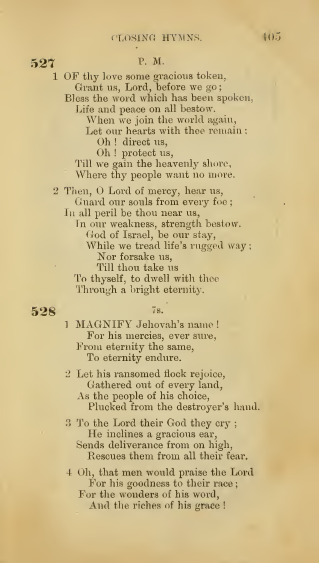 CLOSING HYMNS. 405
527 P. M.
1 OF thy love some gracious token,
Grant us, Lord, before we go;
Bless the word which has been spoken,
Life and peace on all bestow.
When we join the world again,
Let our hearts with thee remain:
Oh! direct us,
Oh! protect us,
Till we gain the heavenly shore,
Where thy people want no more.
2 Then, O Lord of mercy, hear us,
Guard our souls from every foe;
In all peril be thou near us,
In our weakness, strength bestow.
God of Israel, be our stay,
While we tread life's rugged way;
Nor forsake us,
Till thou take us
To thyself, to dwell with thee
Through a bright eternity.
528 7s.
1 MAGNIFY Jehovah's name!
For his mercies, ever sure,
From eternity the same,
To eternity endure.
2 Let his ransomed flock rejoice,
Gathered out of every land,
As the people of his choice,
Plucked from the destroyer's hand.
3 To the Lord their God they cry;
He inclines a gracious ear,
Sends deliverance from on high,
Rescues them from all their fear.
4 Oh, that men would praise the Lord
For his goodness to their race;
For the wonders of his word,
And the riches of his grace!